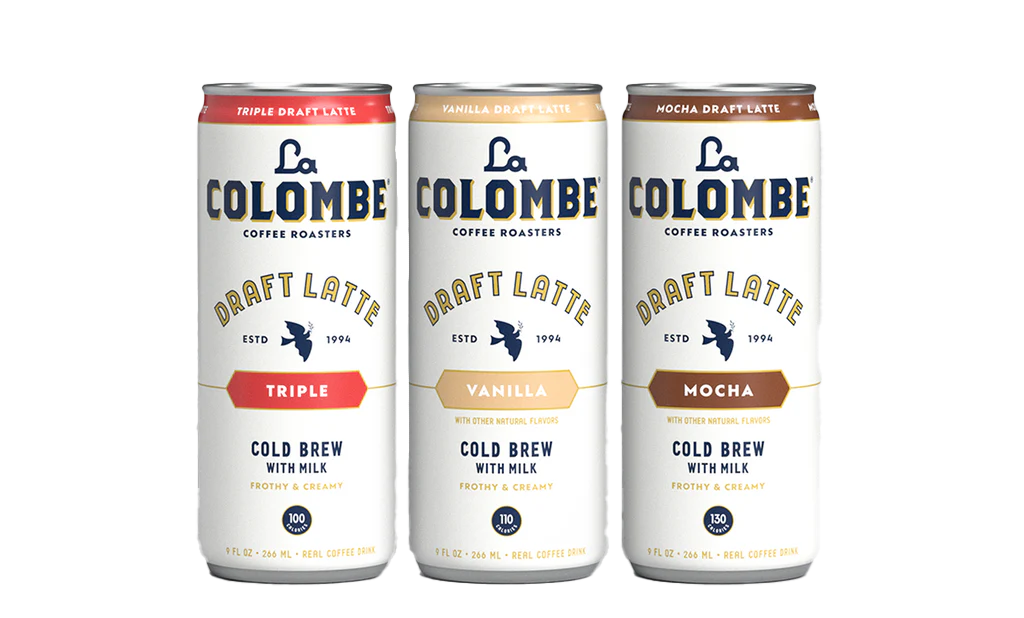 TRIPLE DRAFT LATTE
La
COLOMBE
COFFEE ROASTERS
DRAFT LATTE
ESTD 1994
TRIPLE
COLD BREW
WITH MILK
FROTHY & CREAMY
100
CALORIES
9 FL OZ • 266 ML • REAL COFFEE DRINK
VANILLA DRAFT LATTE
La
COLOMBE
COFFEE ROASTERS
DRAFT LATTE
ESTD 1994
VANILLA
WITH OTHER NATURAL FLAVORS
COLD BREW
WITH MILK
FROTHY & CREAMY
110
CALORIES
9 FL OZ • 266 ML • REAL COFFEE DRINK
MOCHA DRAFT LATTE
La
COLOMBE
COFFEE ROASTERS
DRAFT LATTE
ESTD 1994
MOCHA
WITH OTHER NATURAL FLAVORS
COLD BREW
WITH MILK
FROTHY & CREAMY
130
CALORIES
9 FL OZ • 266 ML • REAL COFFEE DRINK